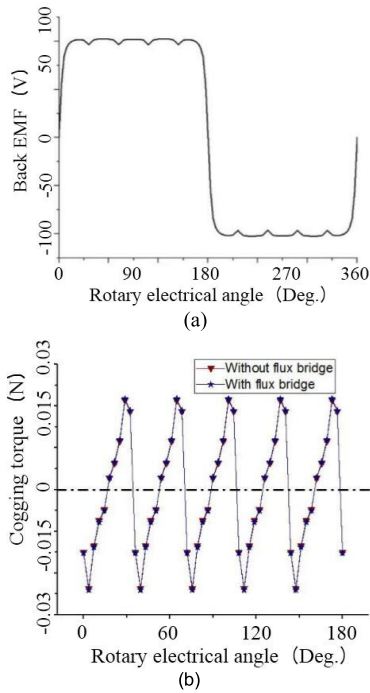 100
50
0
-50
-100
Back EMF（V）
0 90 180 270 360
Rotary electrical angle（Deg.）
(a)
0.03
0.015
0
-0.015
-0.03
Cogging torque（N）
Without flux bridge
With flux bridge
0 60 120 180
Rotary electrical angle（Deg.）
(b)